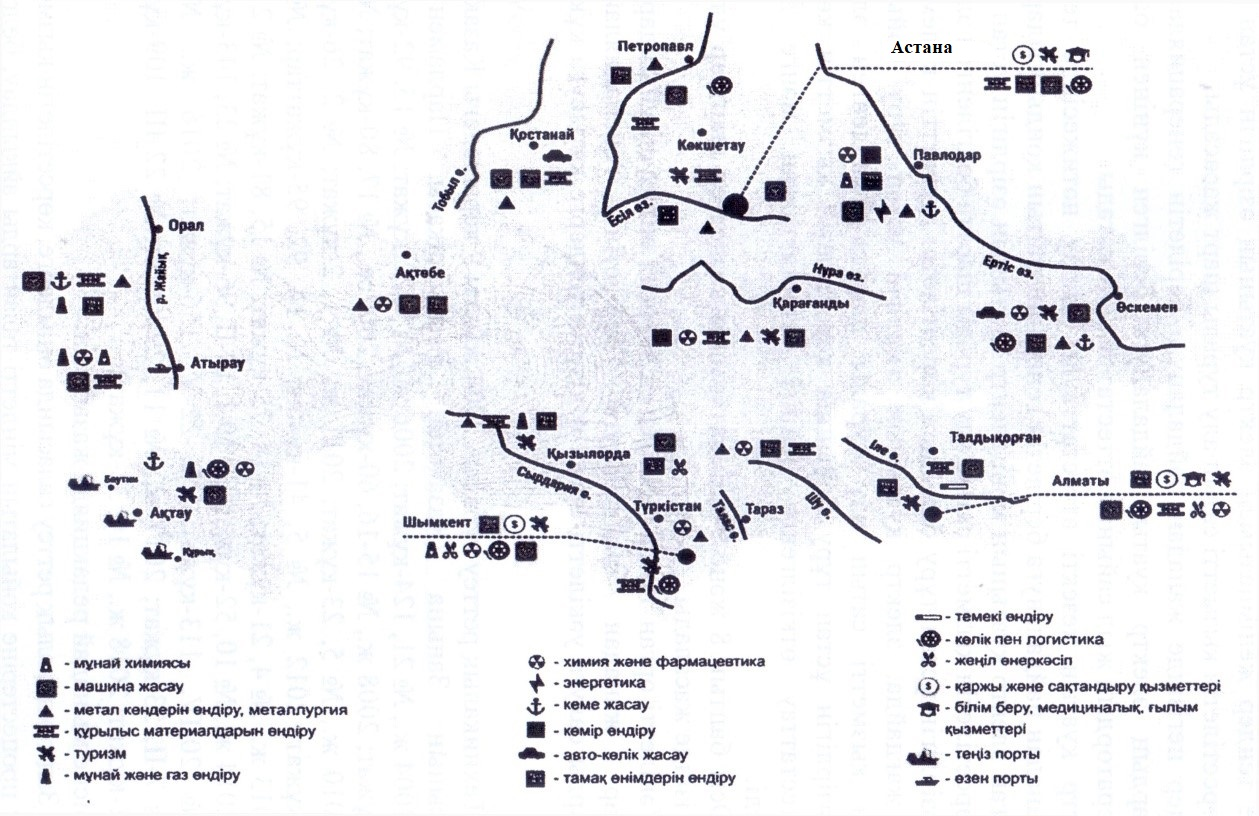 Астана
Петропавл
Қостанай
Көкшетау
Павлодар
Тобыл ө.
Есіл өз.
Орал
Ақтөбе
р. Жайық
Нұра өз.
Қарағанды
Ертіс өз.
Өскемен
Атырау
Баутин
Ақтау
Құрық
Қызылорда
Сырдария ө.
Түркістан
Талас ө.
Тараз
Шу ө.
Іле ө.
Талдықорған
Алматы
Шымкент
- мұнай химиясы
- машина жасау
- метал кендерін өндіру, металлургия
- құрылыс материалдарын өндіру
- туризм
- мұнай және газ өндіру
- химия және фармацевтика
- энергетика
- кеме жасау
- көмір өндіру
- авто-көлік жасау
- тамақ өнімдерін өндіру
- темекі өндіру
- көлік пен логистика
- жеңіл өнеркәсіп
- қаржы және сақтандыру қызметтері
- білім беру, медициналық, ғылым
қызметтері
- теңіз порты
- өзен порты